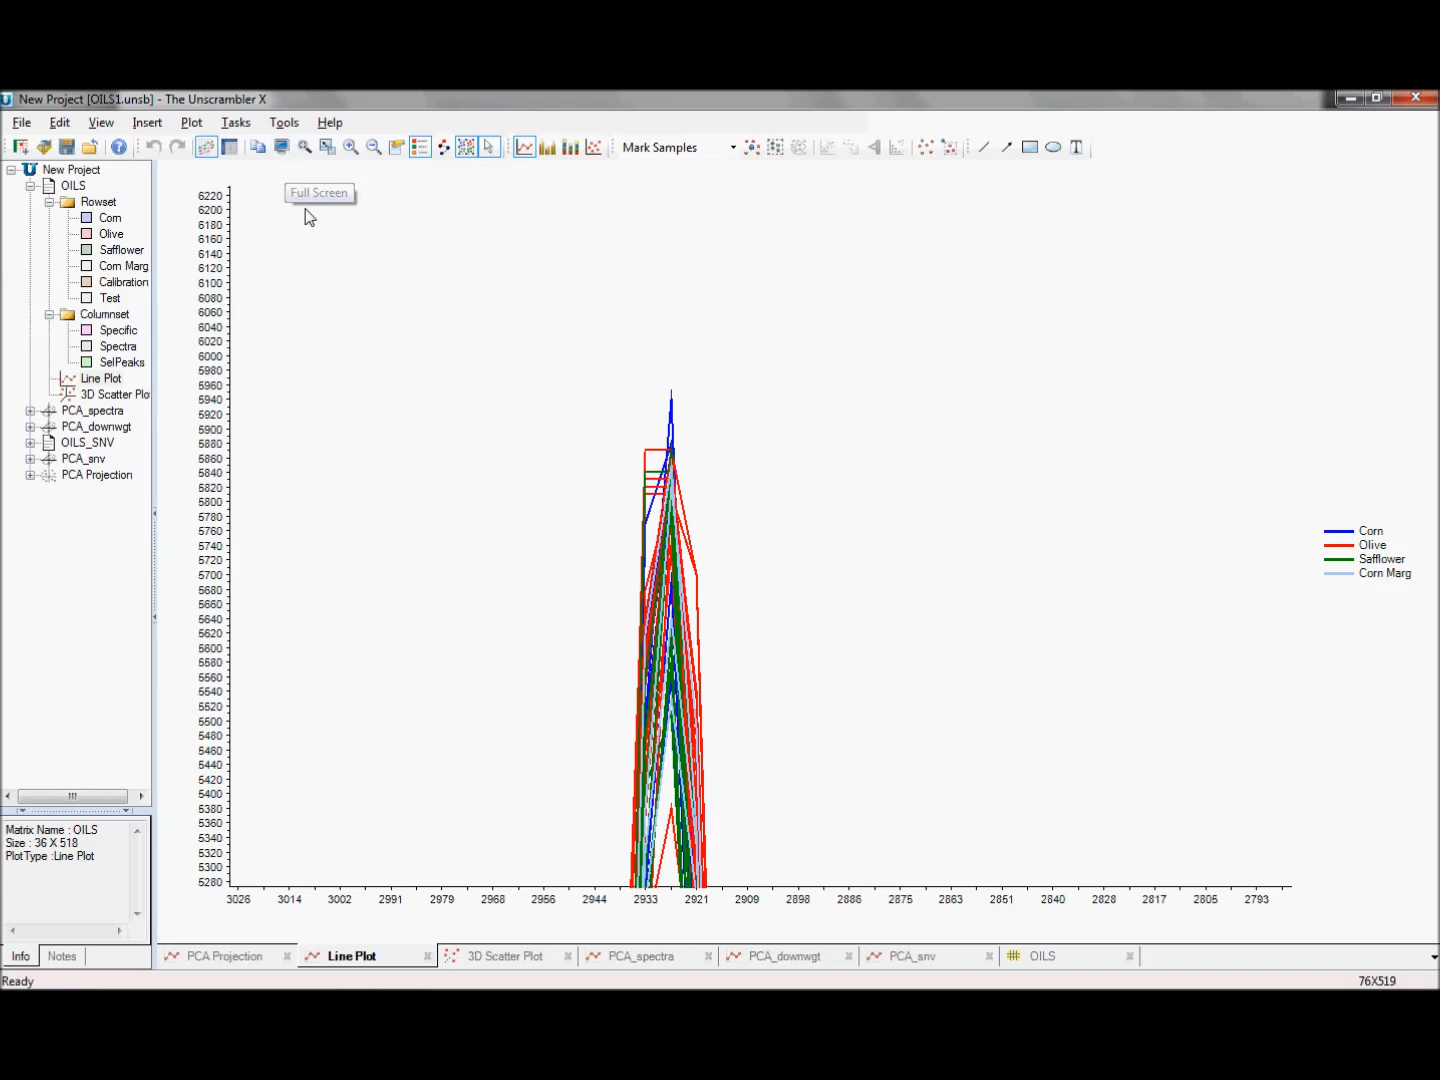 New Project [OILS1.unsb] - The Unscrambler X
File Edit View Insert Plot Tasks Tools Help
Mark Samples
New Project
OILS
Rowset
Corn
Olive
Safflower
Corn Marg
Calibration
Test
Columnset
Specific
Spectra
SelPeaks
Line Plot
3D Scatter Plo
PCA_spectra
PCA_downwgt
OILS_SNV
PCA_snv
PCA Projection
Matrix Name : OILS
Size : 36 X 518
PlotType :Line Plot
Info Notes
Full Screen
6220
6200
6180
6160
6140
6120
6100
6080
6060
6040
6020
6000
5980
5960
5940
5920
5900
5880
5860
5840
5820
5800
5780
5760
5740
5720
5700
5680
5660
5640
5620
5600
5580
5560
5540
5520
5500
5480
5460
5440
5420
5400
5380
5360
5340
5320
5300
5280
3026 3014 3002 2991 2979 2968 2956 2944 2933 2921 2909 2898 2886 2875 2863 2851 2840 2828 2817 2805 2793
Corn
Olive
Safflower
Corn Marg
PCA Projection Line Plot 3D Scatter Plot PCA_spectra PCA_downwgt PCA_snv OILS
Ready 76X519